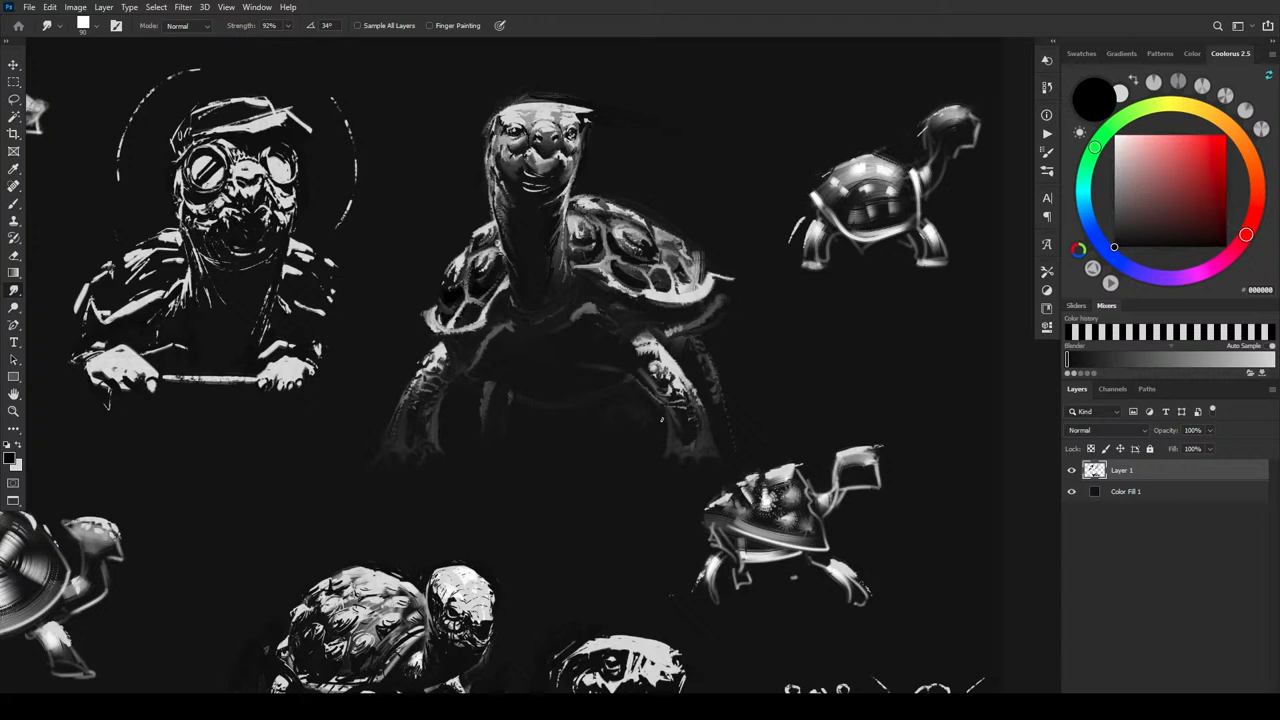 Ps File Edit Image Layer Type Select Filter 3D View Window Help
90 Mode: Normal Strength: 92% 34° Sample All Layers Finger Painting
Swatches Gradients Patterns Color Coolorus 2.5
# 000000
Sliders Mixers
Color history
Blender Auto Sample
Layers Channels Paths
Kind
Normal Opacity: 100%
Lock: Fill: 100%
Layer 1
Color Fill 1